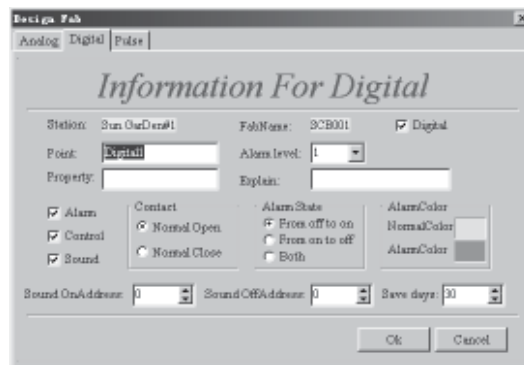 Design Fab
Analog Digital Pulse
Information For Digital
Station: Sun GarDen#1 FabName: SCB001 Digital
Point: Digital1 Alarm level: 1
Property: Explain:
Alarm Contact AlarmState AlarmColor
Normal Open From off to on NormalColor
Control From on to off
Normal Close AlarmColor
Sound Both
Sound OnAddress: 0 Sound OffAddress: 0 Save days: 30
Ok Cancel